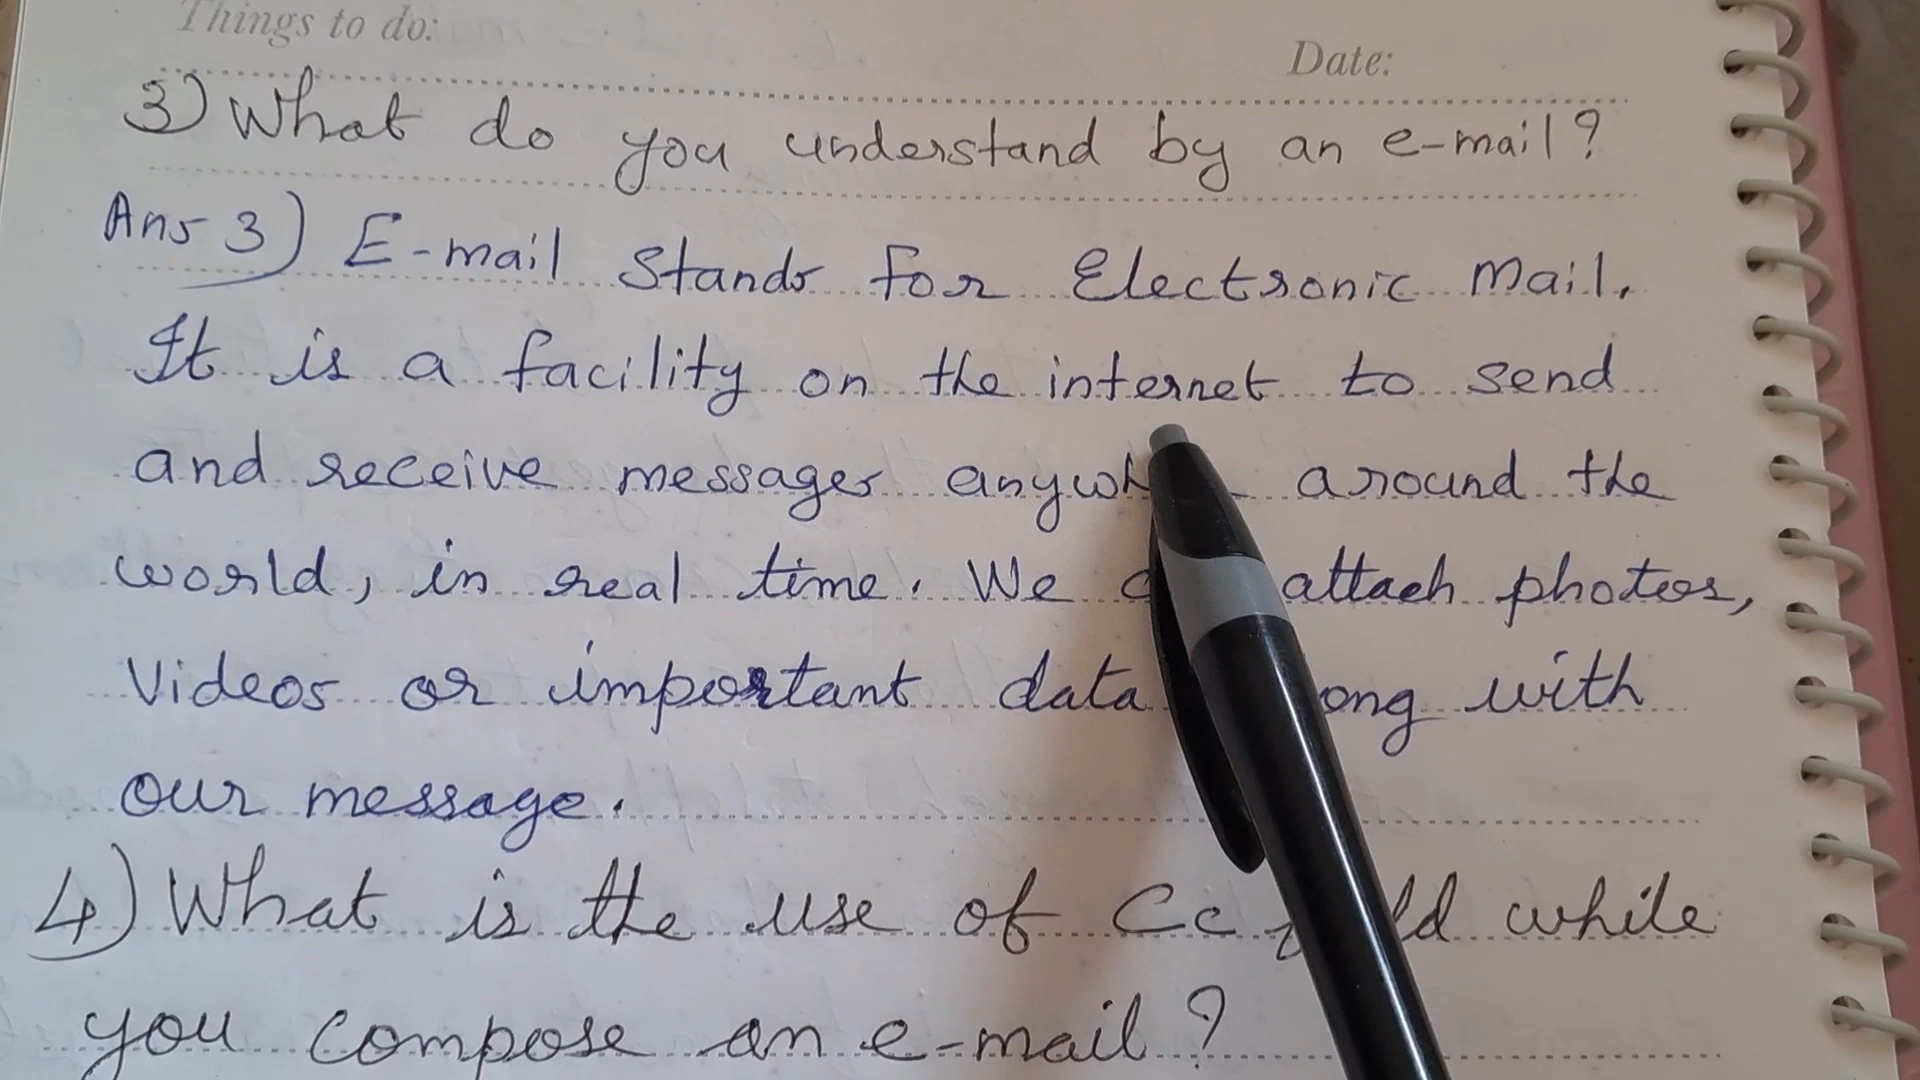 Things to do:
Date:
3) What do you understand by an e-mail?
Ans 3) E-mail stands for Electronic Mail.
It is a facility on the internet to send
and receive messages around the
world, in real time. We attach photos,
Videos or important data with
our message.
4) What is the use of Cc while
you compose an e-mail?